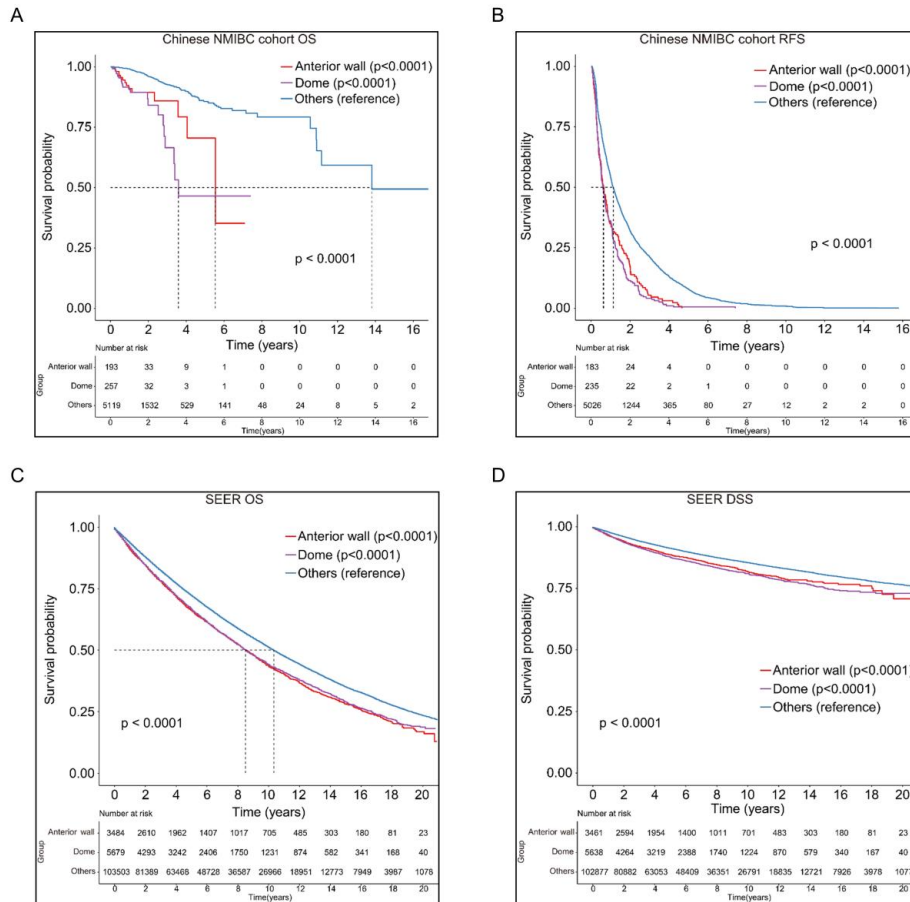 A
Chinese NMIBC cohort OS
1.00
0.75
0.50
0.25
0.00
Survival probability
Anterior wall (p<0.0001)
Dome (p<0.0001)
Others (reference)
p < 0.0001
0 2 4 6 8 10 12 14 16
Time (years)
Number at risk
Group
Anterior wall 193 33 9 1 0 0 0 0 0
Dome 257 32 3 1 0 0 0 0 0
Others 5119 1532 529 141 48 24 8 5 2
0 2 4 6 8 10 12 14 16
Time(years)
B
Chinese NMIBC cohort RFS
1.00
0.75
0.50
0.25
0.00
Survival probability
Anterior wall (p<0.0001)
Dome (p<0.0001)
Others (reference)
p < 0.0001
0 2 4 6 8 10 12 14 16
Time (years)
Number at risk
Group
Anterior wall 183 24 4 0 0 0 0 0 0
Dome 235 22 2 1 0 0 0 0 0
Others 5026 1244 365 80 27 12 2 2 0
0 2 4 6 8 10 12 14 16
Time(years)
C
SEER OS
1.00
0.75
0.50
0.25
0.00
Survival probability
Anterior wall (p<0.0001)
Dome (p<0.0001)
Others (reference)
p < 0.0001
0 2 4 6 8 10 12 14 16 18 20
Time (years)
Number at risk
Group
Anterior wall 3484 2610 1962 1407 1017 705 485 303 180 81 23
Dome 5679 4293 3242 2406 1750 1231 874 582 341 168 40
Others 103503 81389 63466 48728 36587 26966 18951 12773 7949 3987 1078
0 2 4 6 8 10 12 14 16 18 20
Time(years)
D
SEER DSS
1.00
0.75
0.50
0.25
0.00
Survival probability
Anterior wall (p<0.0001)
Dome (p<0.0001)
Others (reference)
p < 0.0001
0 2 4 6 8 10 12 14 16 18 20
Time (years)
Number at risk
Group
Anterior wall 3461 2594 1954 1400 1011 701 483 303 180 81 23
Dome 5638 4264 3219 2388 1740 1224 870 579 340 167 40
Others 102877 80882 63053 48409 36351 26791 18835 12721 7926 3978
0 2 4 6 8 10 12 14 16 18 20
Time(years)